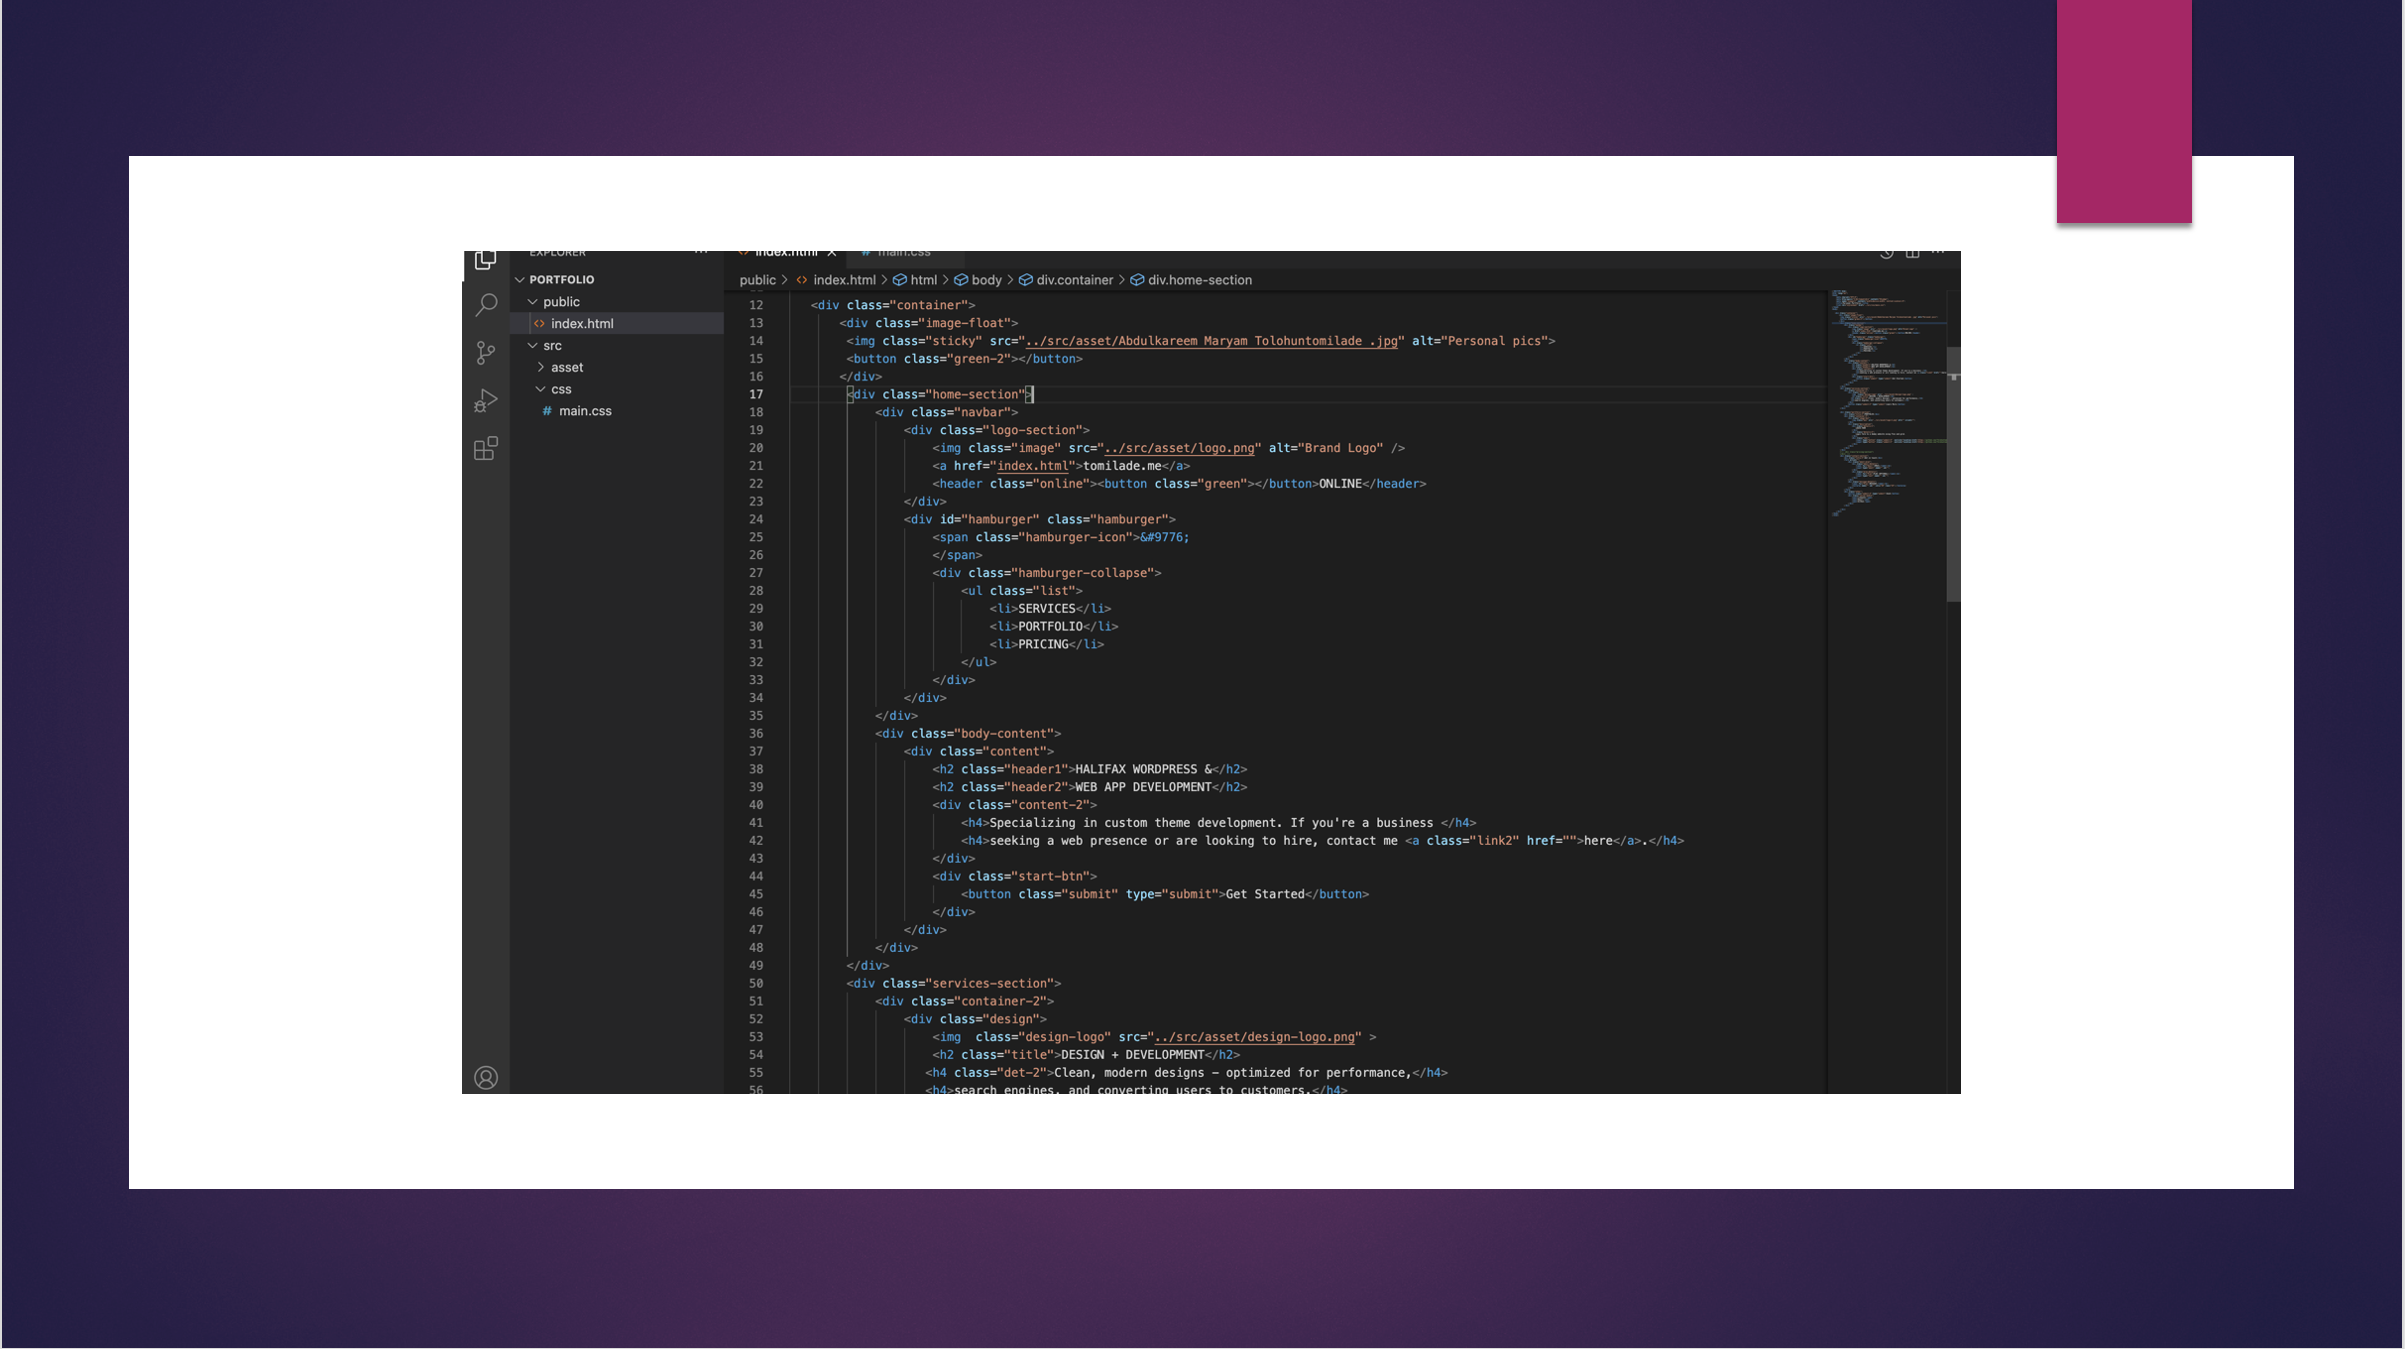 EXPLORER
index.html
# main.css
PORTFOLIO
public
index.html
src
asset
css
# main.css
public > index.html > html > body > div.container > div.home-section
12 <div class="container">
13 <div class="image-float">
14 <img class="sticky" src="../src/asset/Abdulkareem Maryam Tolohuntomilade .jpg" alt="Personal pics">
15 <button class="green-2"></button>
16 </div>
17 <div class="home-section">
18 <div class="navbar">
19 <div class="logo-section">
20 <img class="image" src="../src/asset/logo.png" alt="Brand Logo" />
21 <a href="index.html">tomilade.me</a>
22 <header class="online"><button class="green"></button>ONLINE</header>
23 </div>
24 <div id="hamburger" class="hamburger">
25 <span class="hamburger-icon">&#9776;
26 </span>
27 <div class="hamburger-collapse">
28 <ul class="list">
29 <li>SERVICES</li>
30 <li>PORTFOLIO</li>
31 <li>PRICING</li>
32 </ul>
33 </div>
34 </div>
35 </div>
36 <div class="body-content">
37 <div class="content">
38 <h2 class="header1">HALIFAX WORDPRESS &</h2>
39 <h2 class="header2">WEB APP DEVELOPMENT</h2>
40 <div class="content-2">
41 <h4>Specializing in custom theme development. If you're a business </h4>
42 <h4>seeking a web presence or are looking to hire, contact me <a class="link2" href="">here</a>.</h4>
43 </div>
44 <div class="start-btn">
45 <button class="submit" type="submit">Get Started</button>
46 </div>
47 </div>
48 </div>
49 </div>
50 <div class="services-section">
51 <div class="container-2">
52 <div class="design">
53 <img  class="design-logo" src="../src/asset/design-logo.png" >
54 <h2 class="title">DESIGN + DEVELOPMENT</h2>
55 <h4 class="det-2">Clean, modern designs – optimized for performance,</h4>
56 <h4>search engines, and converting users to customers.</h4>